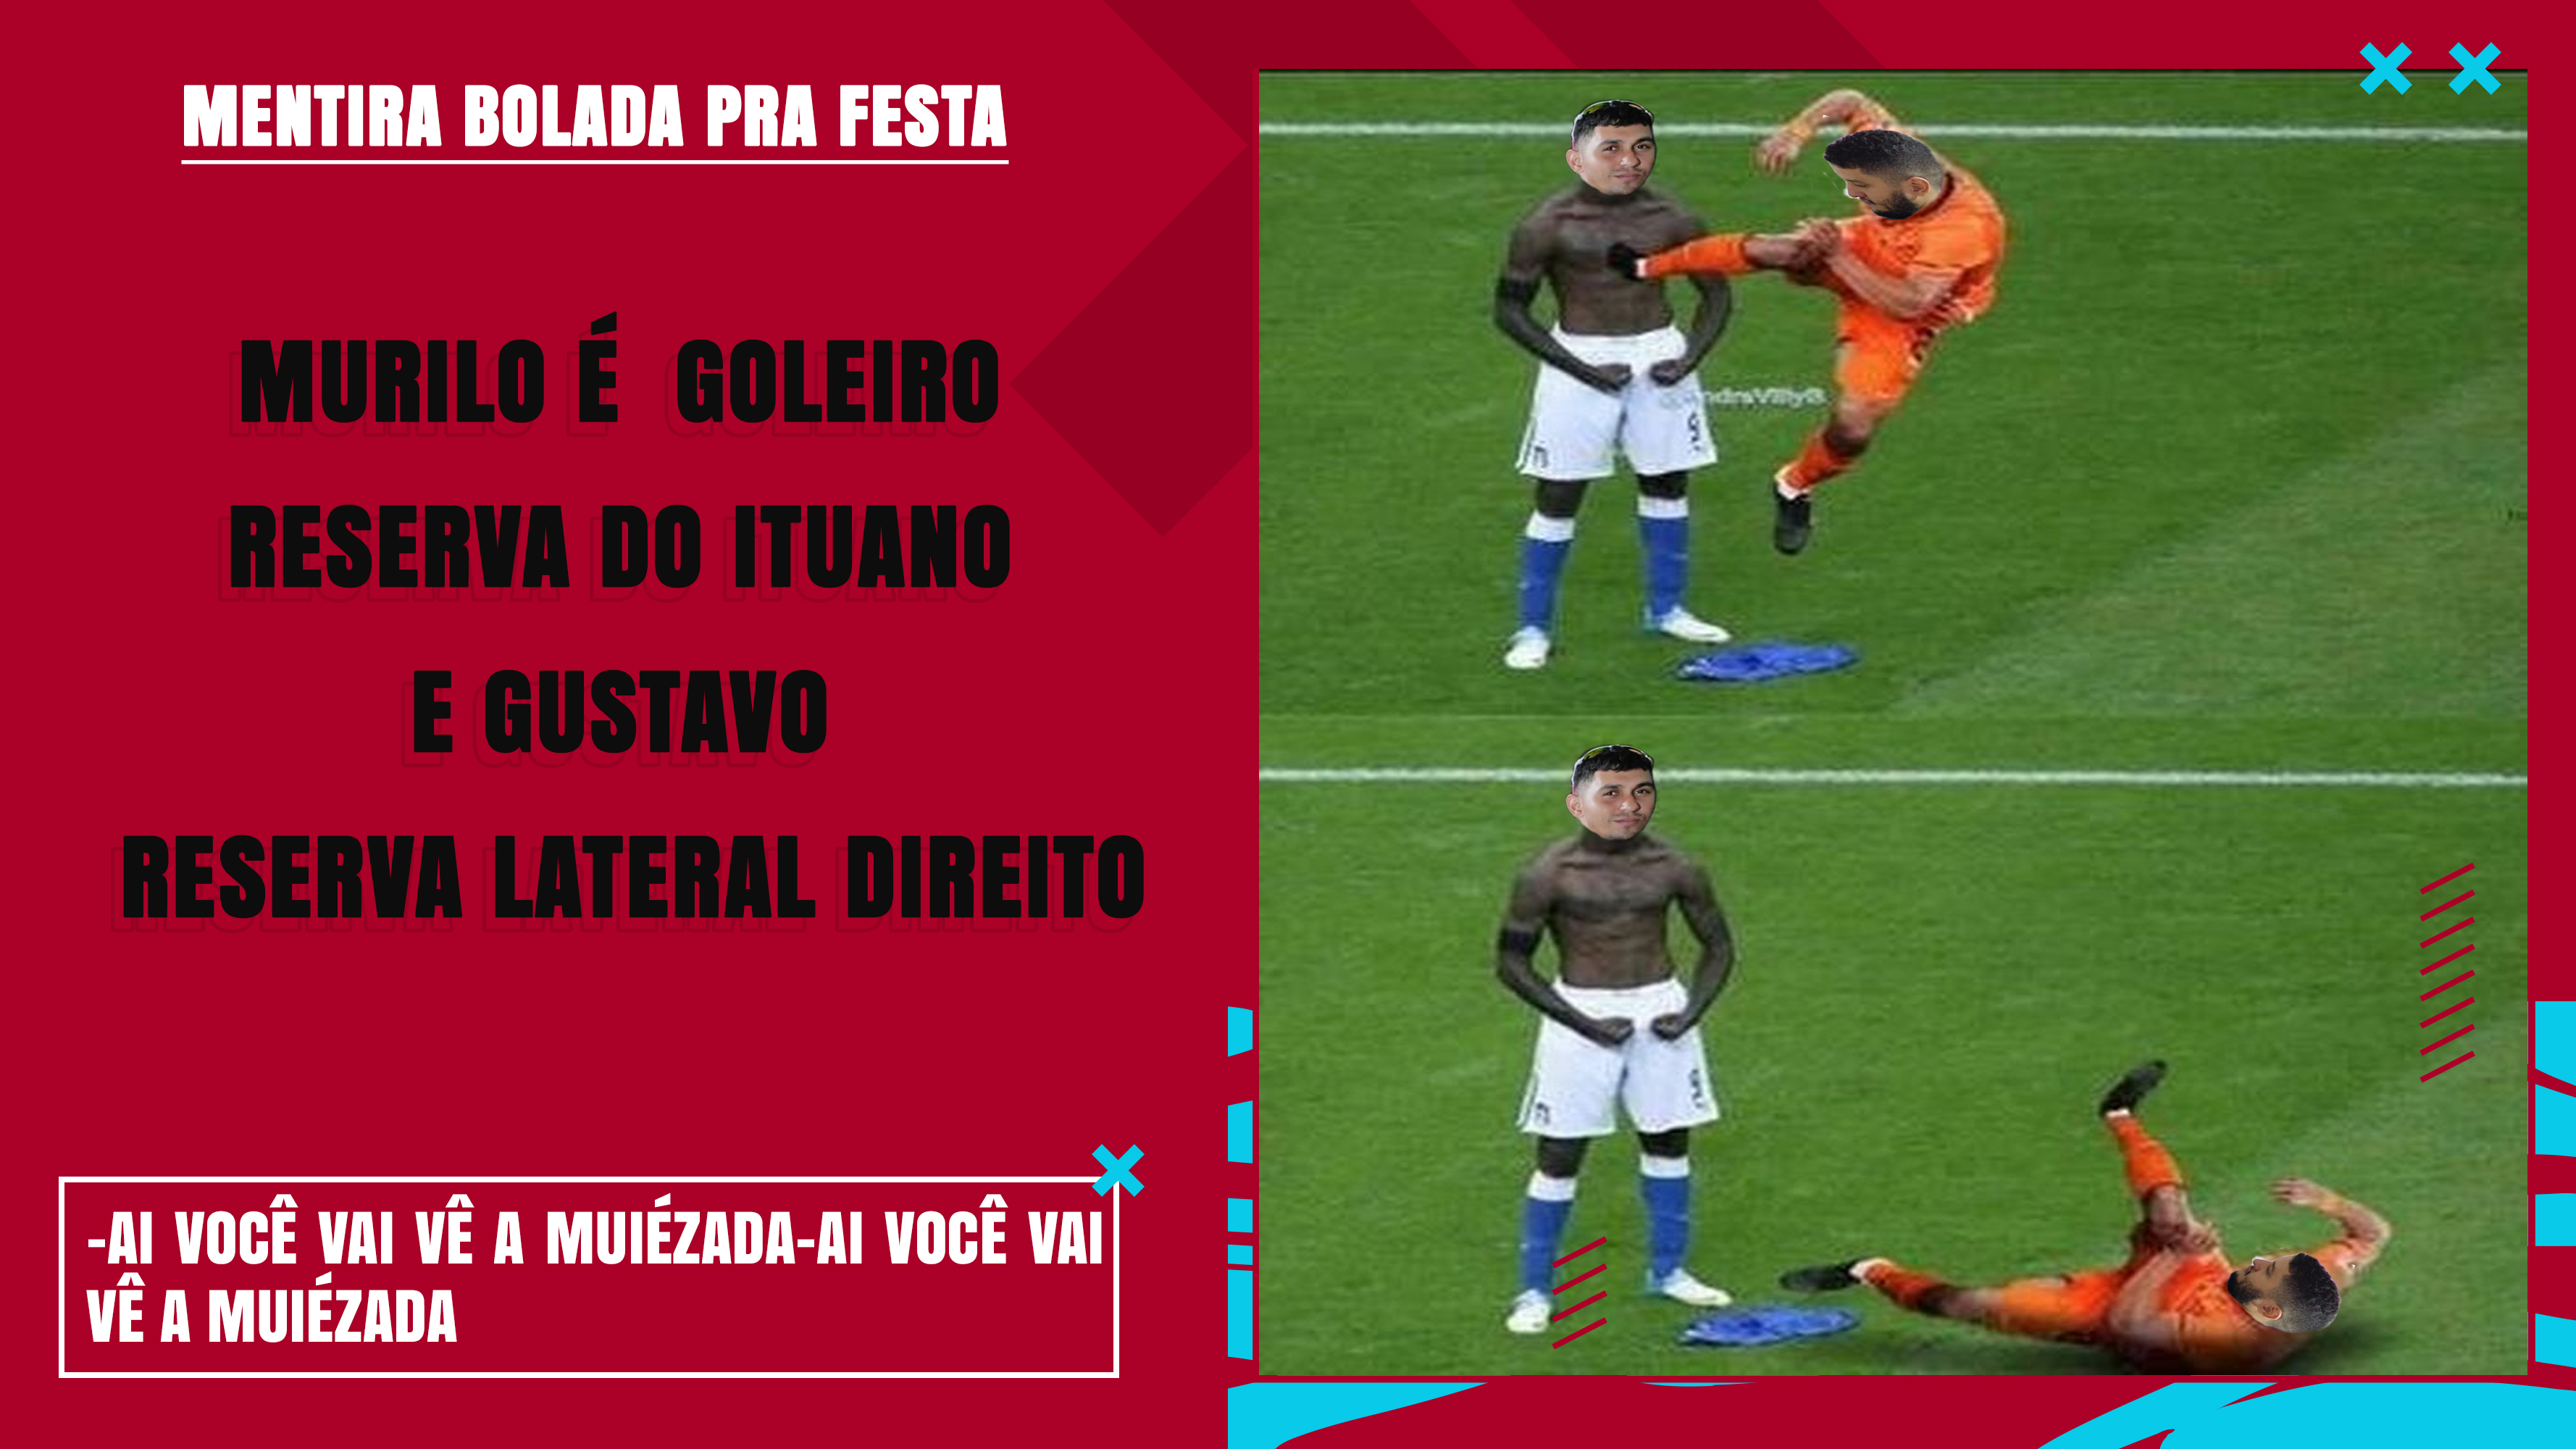 MENTIRA BOLADA PRA FESTA
MURILO É GOLEIRO
RESERVA DO ITUANO
E GUSTAVO
RESERVA LATERAL DIREITO
-AI VOCÊ VAI VÊ A MUIÉZADA-AI VOCÊ VAI
VÊ A MUIÉZADA